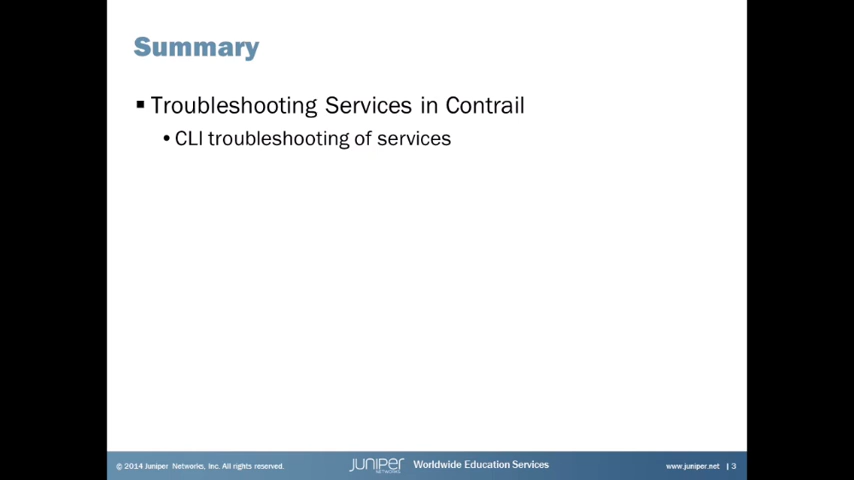 Summary
▪ Troubleshooting Services in Contrail
• CLI troubleshooting of services
© 2014 Juniper Networks, Inc. All rights reserved.
JUNIPER NETWORKS
Worldwide Education Services
www.juniper.net | 3